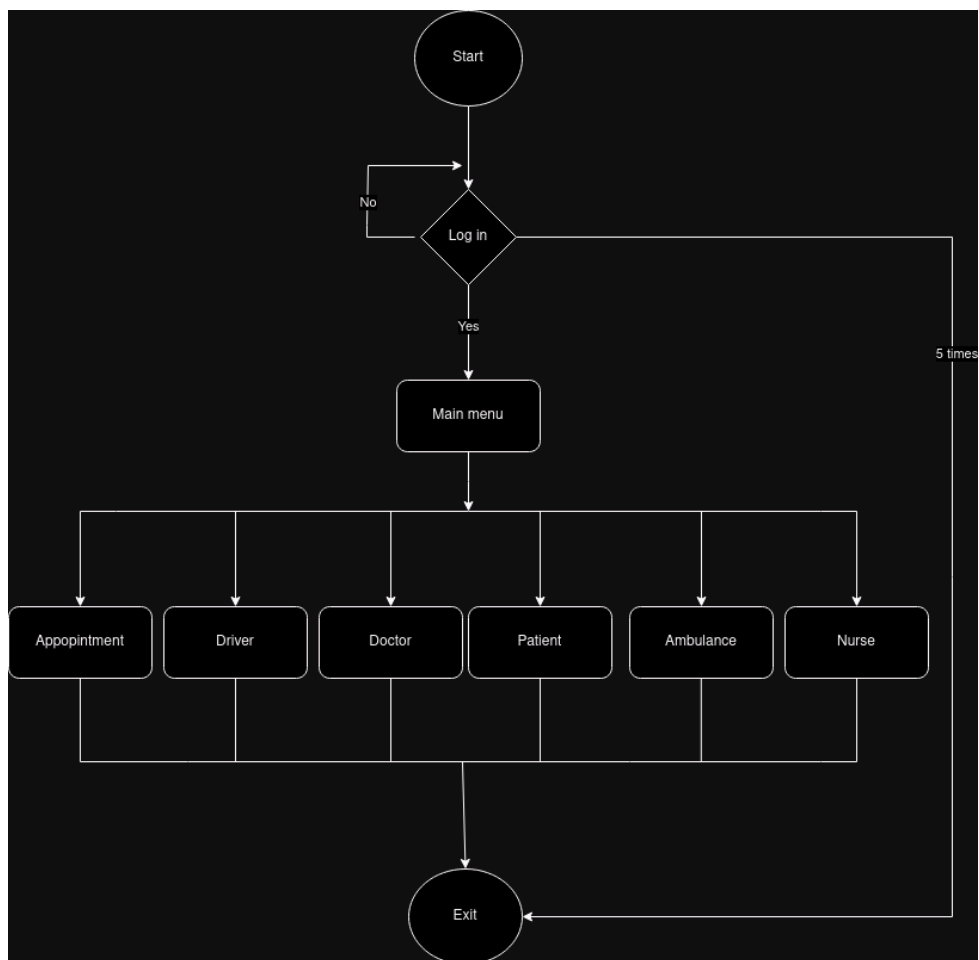 Start
No
Log in
Yes
5 times
Main menu
Appopintment
Driver
Doctor
Patient
Ambulance
Nurse
Exit